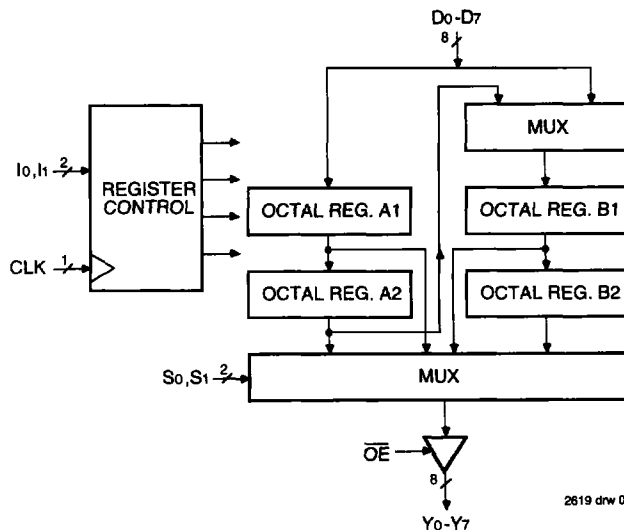 D0-D7
8
MUX
I0,I1 2
REGISTER
CONTROL
CLK 1
OCTAL REG. A1
OCTAL REG. B1
OCTAL REG. A2
OCTAL REG. B2
S0,S1 2
MUX
OE
8
Y0-Y7
2619 drw 0